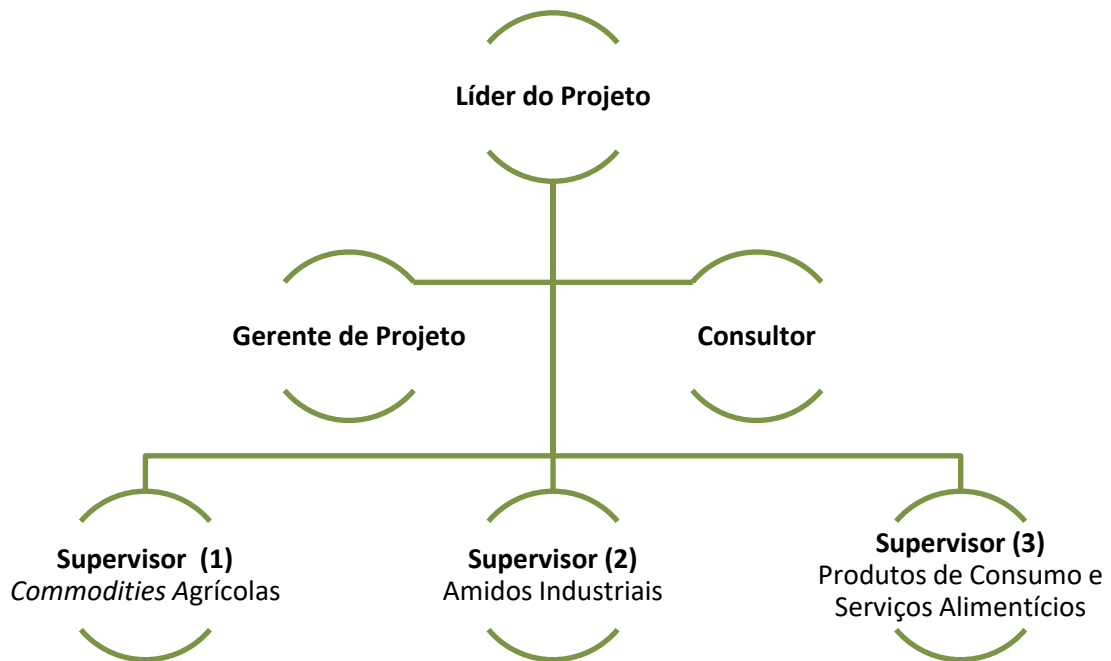 Líder do Projeto
Gerente de Projeto
Consultor
Supervisor (1)
Commodities Agrícolas
Supervisor (2)
Amidos Industriais
Supervisor (3)
Produtos de Consumo e
Serviços Alimentícios